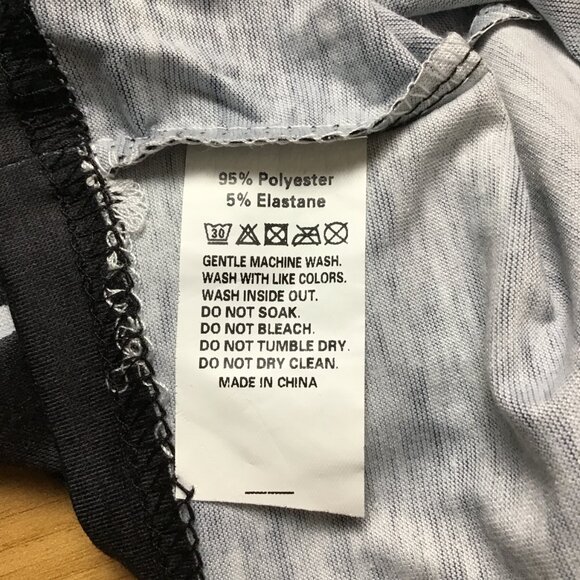 95% Polyester
5% Elastane
30
GENTLE MACHINE WASH.
WASH WITH LIKE COLORS.
WASH INSIDE OUT.
DO NOT SOAK.
DO NOT BLEACH.
DO NOT TUMBLE DRY.
DO NOT DRY CLEAN.
MADE IN CHINA